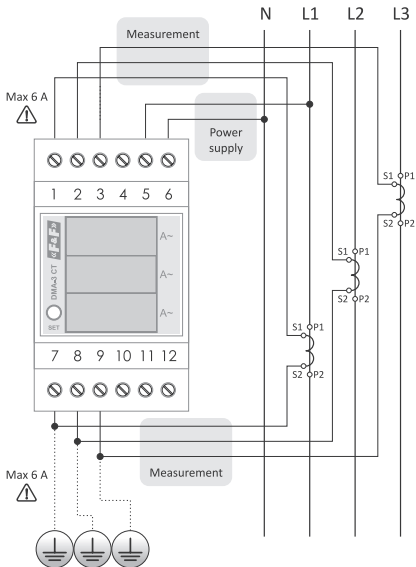 N L1 L2 L3
Measurement
Max 6 A
Power
supply
1 2 3 4 5 6
S1 P1
S2 P2
«F&F»
A~
DMA-3 CT
S1 P1
A~
S2 P2
A~
SET
S1 P1
S2 P2
7 8 9 10 11 12
Measurement
Max 6 A